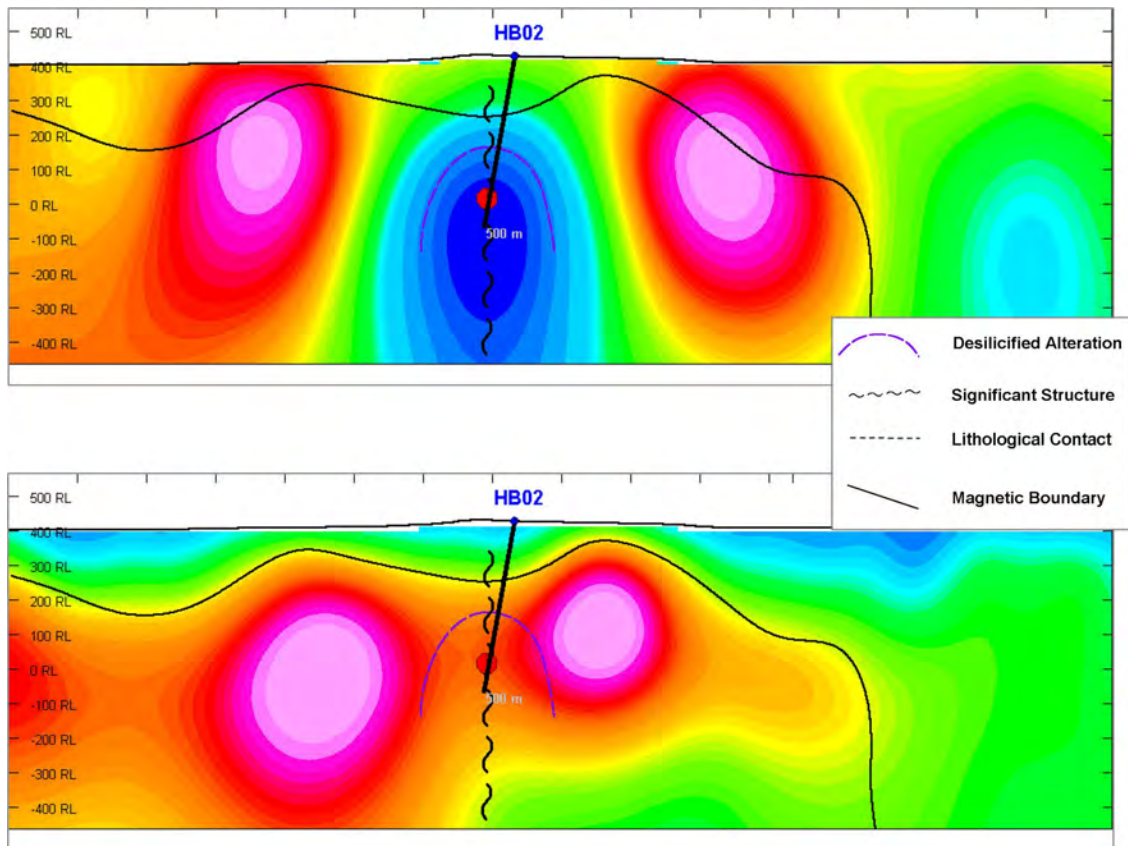 HB02
500 RL
400 RL
300 RL
200 RL
100 RL
0 RL
-100 RL
-200 RL
-300 RL
-400 RL
500 m
Desilicified Alteration
Significant Structure
Lithological Contact
Magnetic Boundary
HB02
500 RL
400 RL
300 RL
200 RL
100 RL
0 RL
-100 RL
-200 RL
-300 RL
-400 RL
500 m